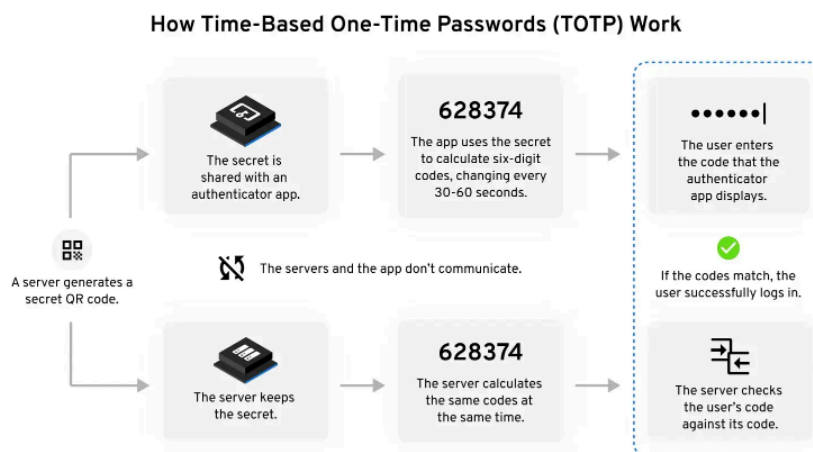 How Time-Based One-Time Passwords (TOTP) Work
The secret is
shared with an
authenticator app.
628374
The app uses the secret
to calculate six-digit
codes, changing every
30-60 seconds.
The user enters
the code that the
authenticator
app displays.
A server generates a
secret QR code.
The servers and the app don't communicate.
If the codes match, the
user successfully logs in.
The server keeps
the secret.
628374
The server calculates
the same codes at
the same time.
The server checks
the user's code
against its code.